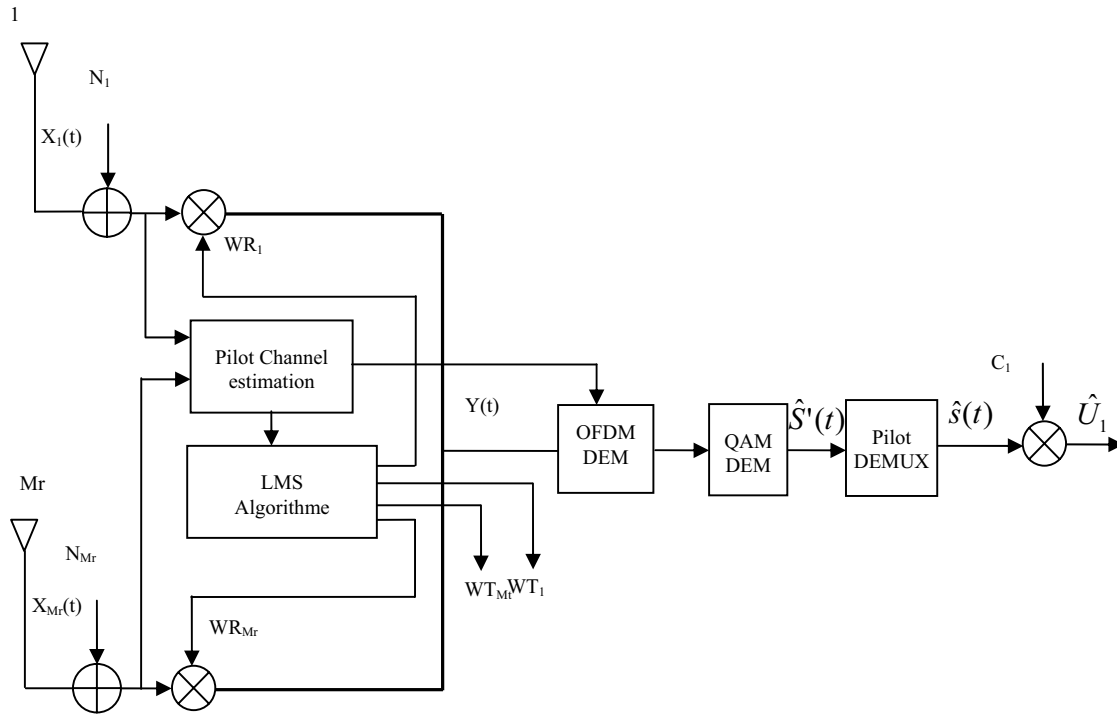 1
N₁
X₁(t)
WR₁
Pilot Channel
estimation
C₁
Y(t)
OFDM
DEM
QAM
DEM
Ŝ'(t)
Pilot
DEMUX
ŝ(t)
Û₁
LMS
Algorithme
Mr
N_Mr
WT_Mt
WT₁
X_Mr(t)
WR_Mr